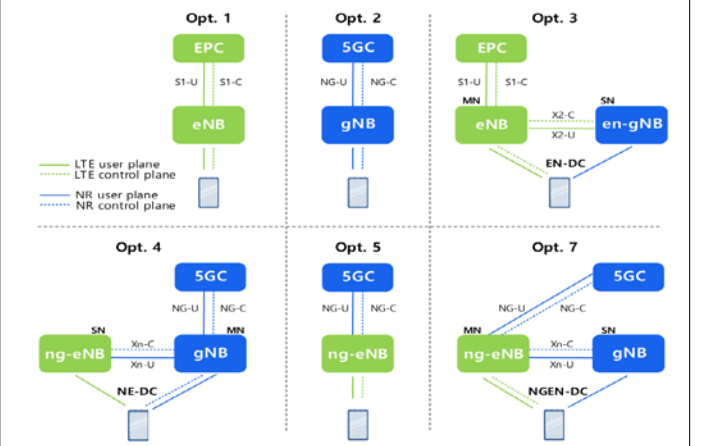 Opt. 1
EPC
S1-U
S1-C
eNB
LTE user plane
LTE control plane
NR user plane
NR control plane
Opt. 2
5GC
NG-U
NG-C
gNB
Opt. 3
EPC
S1-U
S1-C
MN
eNB
X2-C
X2-U
SN
en-gNB
EN-DC
Opt. 4
5GC
NG-U
NG-C
SN
ng-eNB
Xn-C
Xn-U
MN
gNB
NE-DC
Opt. 5
5GC
NG-U
NG-C
ng-eNB
Opt. 7
5GC
NG-U
NG-C
MN
ng-eNB
Xn-C
Xn-U
SN
gNB
NGEN-DC